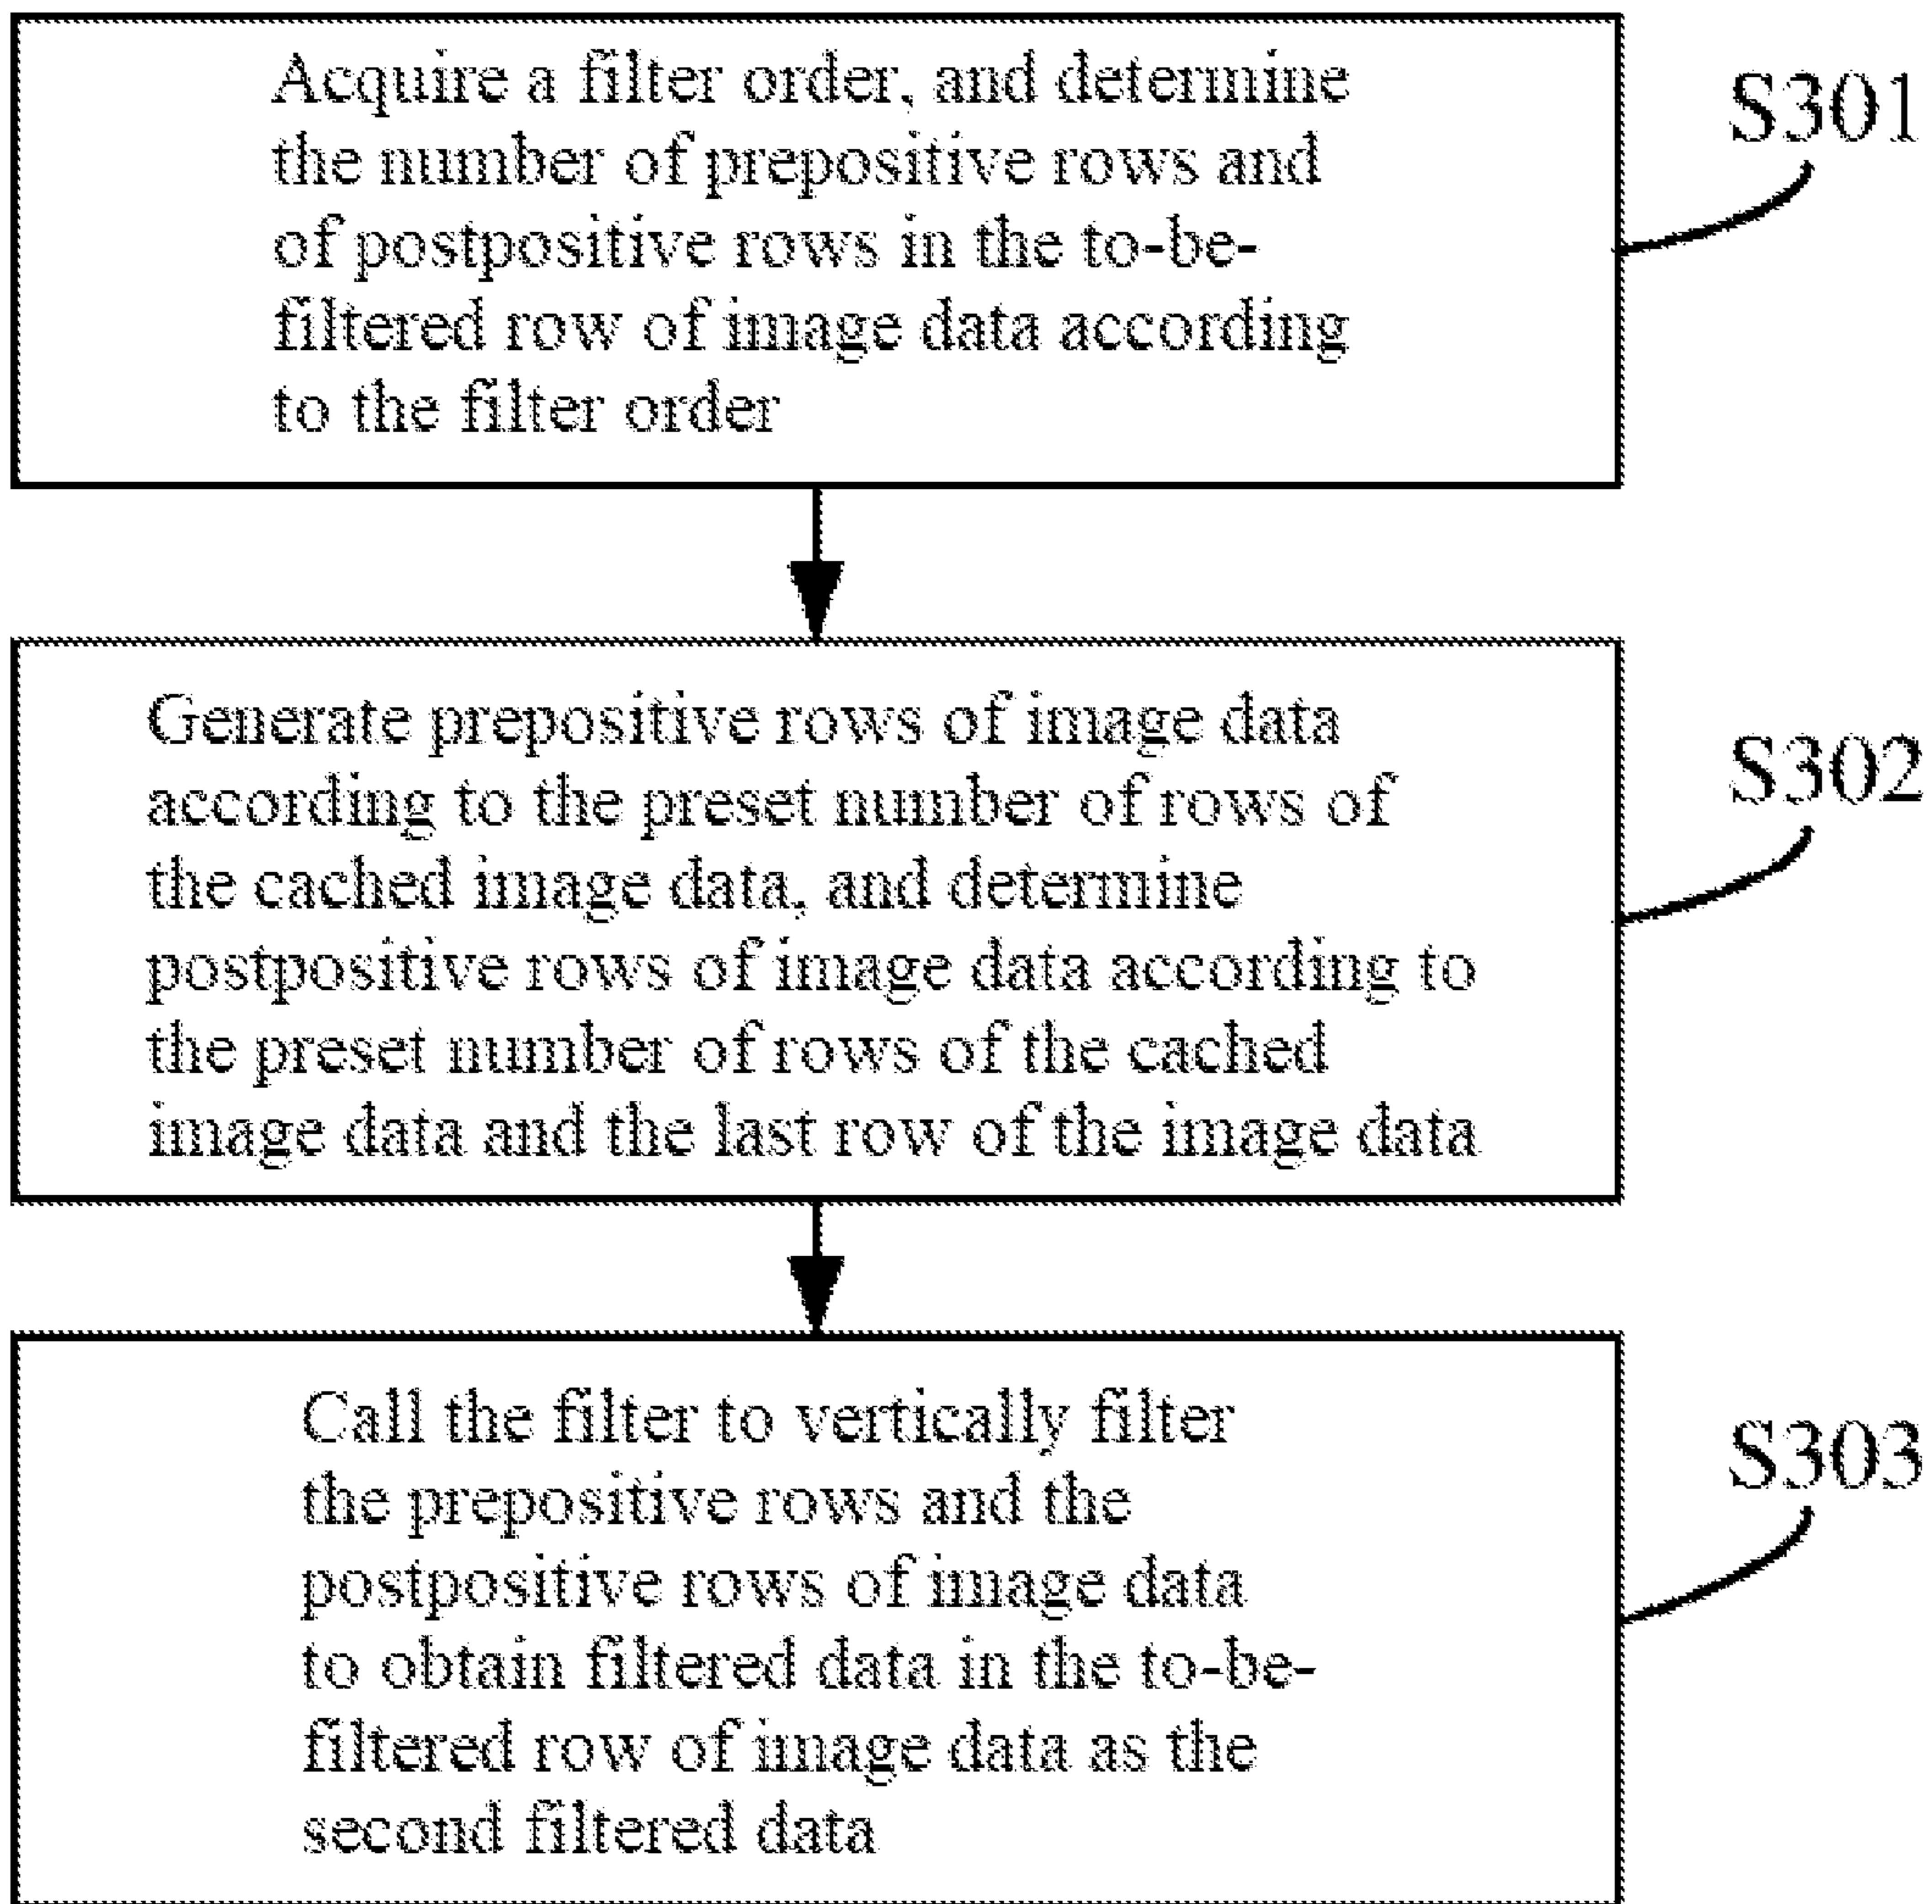 Acquire a filter order, and determine
the number of prepositive rows and
of postpositive rows in the to-be-
filtered row of image data according
to the filter order
S301
Generate prepositive rows of image data
according to the preset number of rows of
the cached image data, and determine
postpositive rows of image data according to
the preset number of rows of the cached
image data and the last row of the image data
S302
Call the filter to vertically filter
the prepositive rows and the
postpositive rows of image data
to obtain filtered data in the to-be-
filtered row of image data as the
second filtered data
S303